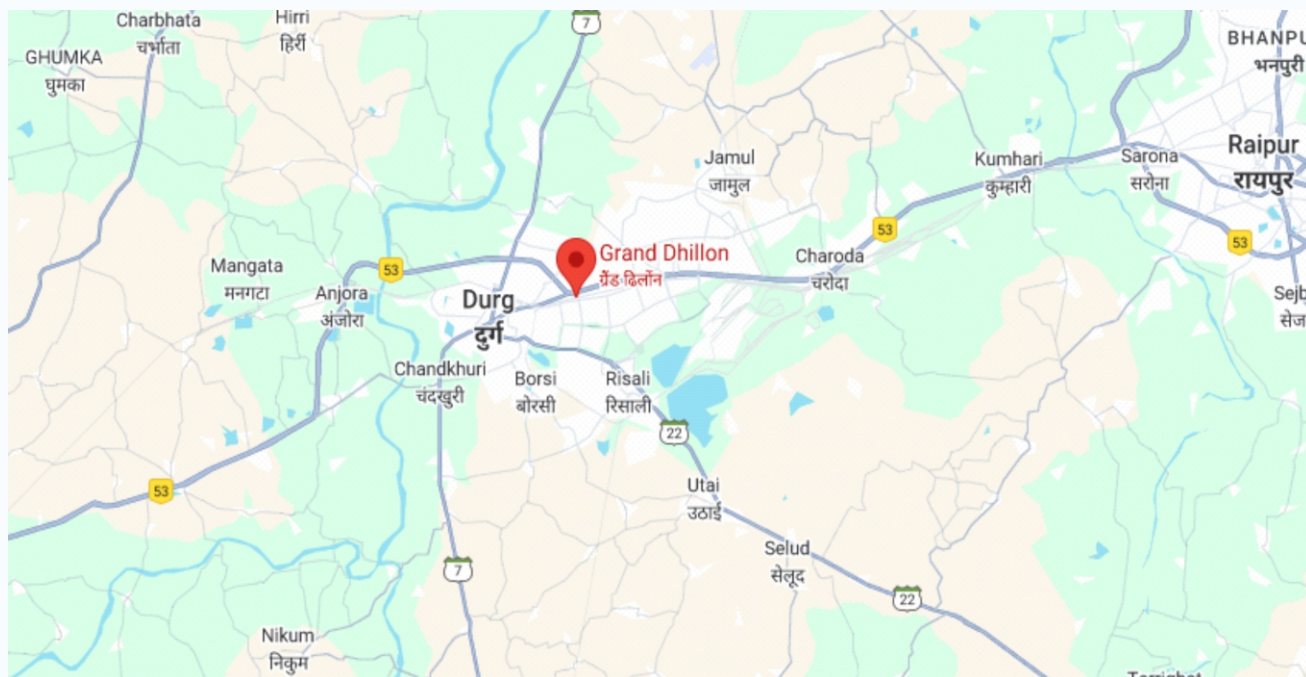 Charbhata
चर्भाता
Hirri
हिर्री
7
GHUMKA
घुमका
BHANPU
भनपुरी
53
Jamul
जामुल
Kumhari
कुम्हारी
Sarona
सरोना
Raipur
रायपुर
53
53
Grand Dhillon
ग्रैंड ढिलॉन
Charoda
चरोदा
Mangata
मनगटा
53
Anjora
अंजोरा
Durg
दुर्ग
Sejb
सेज
Chandkhuri
चंदखुरी
Borsi
बोरसी
Risali
रिसाली
22
53
Utai
उठाई
Selud
सेलूद
7
22
Nikum
निकुम